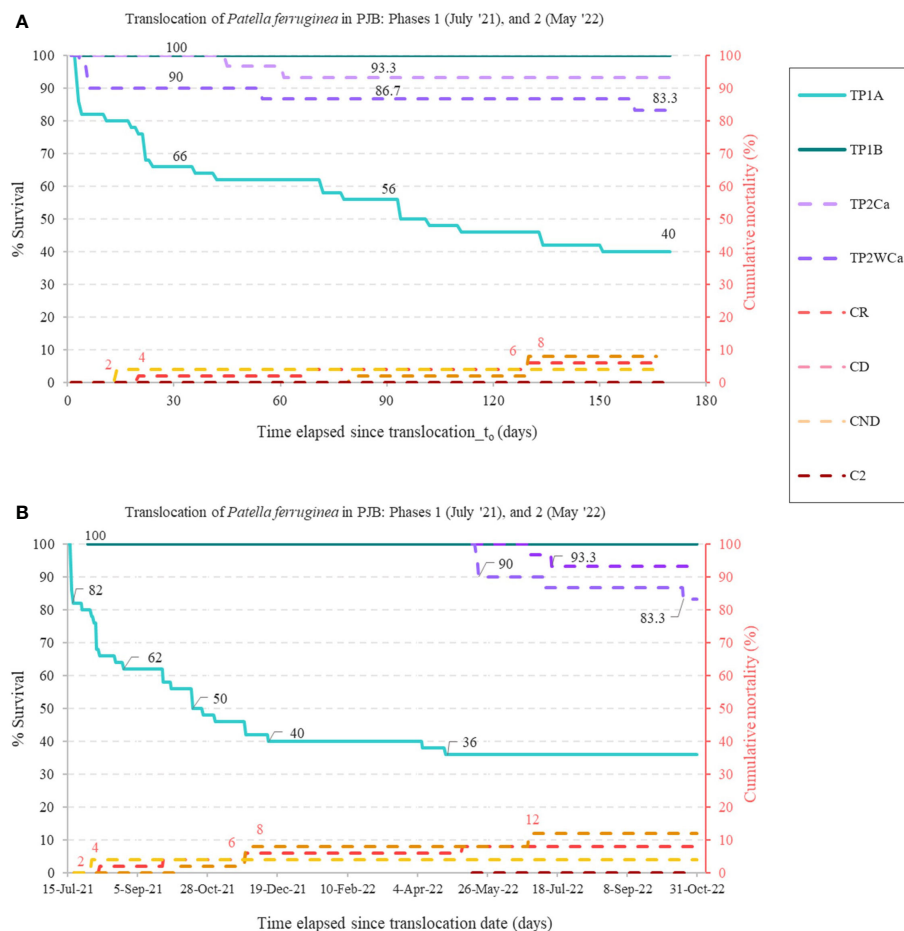 A
Translocation of Patella ferruginea in PJB: Phases 1 (July '21), and 2 (May '22)
100 90 80 70 60 50 40 30 20 10 0
% Survival
100
93.3
90
86.7
83.3
66
56
40
2
4
6
8
100 90 80 70 60 50 40 30 20 10 0
Cumulative mortality (%)
0 30 60 90 120 150 180
Time elapsed since translocation_t₀ (days)
TP1A
TP1B
TP2Ca
TP2WCa
CR
CD
CND
C2
B
Translocation of Patella ferruginea in PJB: Phases 1 (July '21), and 2 (May '22)
100 90 80 70 60 50 40 30 20 10 0
% Survival
100
90
93.3
82
83.3
62
50
40
36
2
4
6
8
12
100 90 80 70 60 50 40 30 20 10 0
Cumulative mortality (%)
15-Jul-21 5-Sep-21 28-Oct-21 19-Dec-21 10-Feb-22 4-Apr-22 26-May-22 18-Jul-22 8-Sep-22 31-Oct-22
Time elapsed since translocation date (days)